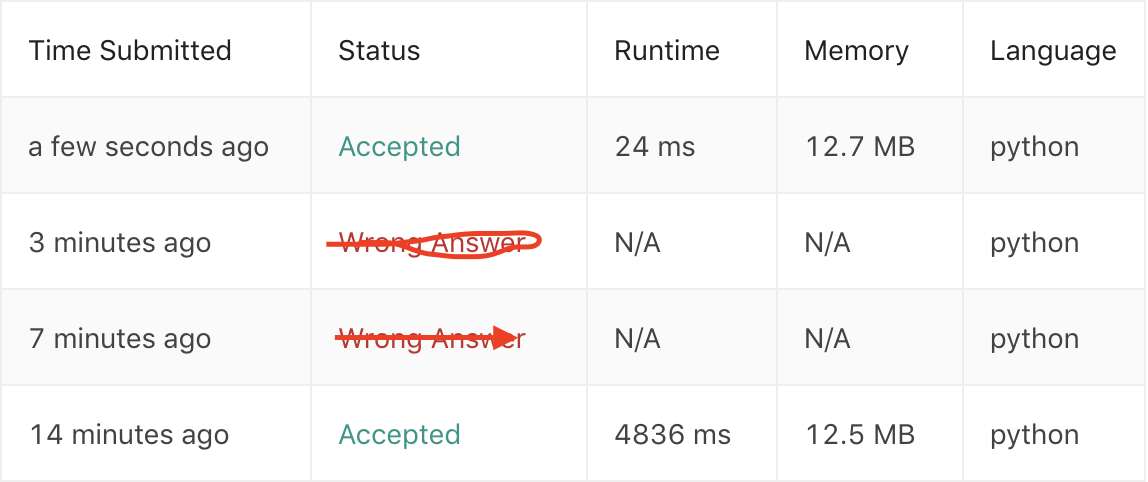 Time Submitted Status Runtime Memory Language
a few seconds ago Accepted 24 ms 12.7 MB python
3 minutes ago Wrong Answer N/A N/A python
7 minutes ago Wrong Answer N/A N/A python
14 minutes ago Accepted 4836 ms 12.5 MB python